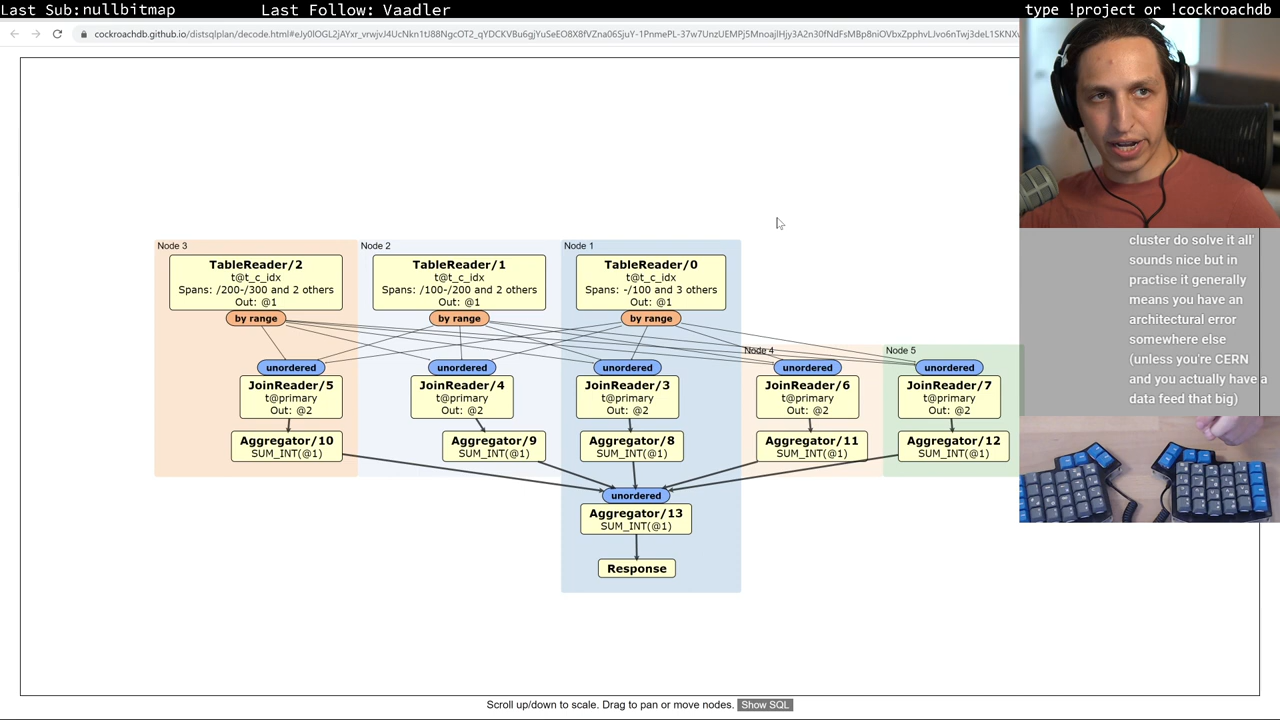 Last Sub:nullbitmap
Last Follow: Vaadler
type !project or !cockroachdb
cluster do solve it all'
sounds nice but in
practise it generally
means you have an
architectural error
somewhere else
(unless you're CERN
and you actually have a
data feed that big)
Node 3
Node 2
Node 1
TableReader/2
t@t_c_idx
Spans: /200-/300 and 2 others
Out: @1
TableReader/1
t@t_c_idx
Spans: /100-/200 and 2 others
Out: @1
TableReader/0
t@t_c_idx
Spans: -/100 and 3 others
Out: @1
by range
by range
by range
Node 4
Node 5
unordered
unordered
unordered
unordered
unordered
JoinReader/5
t@primary
Out: @2
JoinReader/4
t@primary
Out: @2
JoinReader/3
t@primary
Out: @2
JoinReader/6
t@primary
Out: @2
JoinReader/7
t@primary
Out: @2
Aggregator/10
SUM_INT(@1)
Aggregator/9
SUM_INT(@1)
Aggregator/8
SUM_INT(@1)
Aggregator/11
SUM_INT(@1)
Aggregator/12
SUM_INT(@1)
unordered
Aggregator/13
SUM_INT(@1)
Response
Scroll up/down to scale. Drag to pan or move nodes. Show SQL